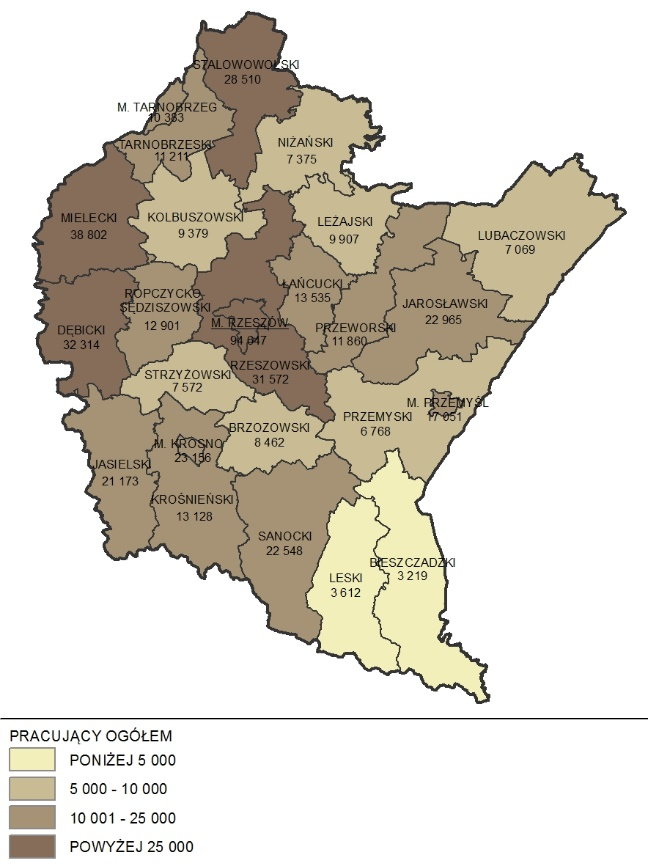 STALOWOWOLSKI
28 510
M. TARNOBRZEG
10 383
TARNOBRZESKI
11 211
NIŻAŃSKI
7 375
MIELECKI
38 802
KOLBUSZOWSKI
9 379
LEŻAJSKI
9 907
LUBACZOWSKI
7 069
ROPCZYCKO-
SĘDZISZOWSKI
12 901
ŁAŃCUCKI
13 535
JAROSŁAWSKI
22 965
DĘBICKI
32 314
M. RZESZÓW
94 047
PRZEWORSKI
11 860
RZESZOWSKI
31 572
STRZYŻOWSKI
7 572
M. PRZEMYŚL
17 051
PRZEMYSKI
6 768
BRZOZOWSKI
8 462
M. KROSNO
23 156
JASIELSKI
21 173
KROŚNIEŃSKI
13 128
SANOCKI
22 548
BIESZCZADZKI
3 219
LESKI
3 612
PRACUJĄCY OGÓŁEM
PONIŻEJ 5 000
5 000 - 10 000
10 001 - 25 000
POWYŻEJ 25 000